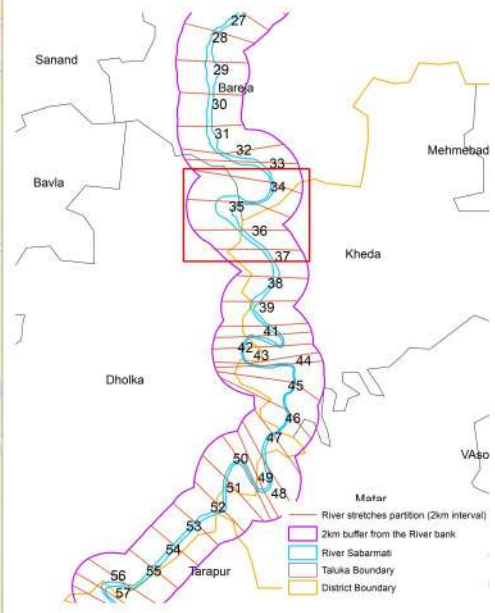 27
28
Sanand
29
Bareja
30
31
32
Mehmebad
33
34
Bavla
35
36
37
Kheda
38
39
41
42
43
44
Dholka
45
46
47
VAso
50
49
51
48
Matar
52
River stretches partition (2km interval)
53
2km buffer from the River bank
54
River Sabarmati
55
Tarapur
Taluka Boundary
56
57
District Boundary